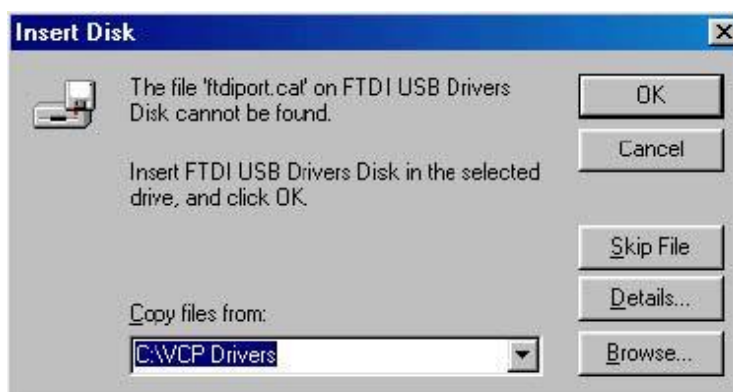 Insert Disk
The file 'ftdiport.cat' on FTDI USB Drivers
Disk cannot be found.
Insert FTDI USB Drivers Disk in the selected
drive, and click OK.
Copy files from:
C:\VCP Drivers
OK
Cancel
Skip File
Details...
Browse...